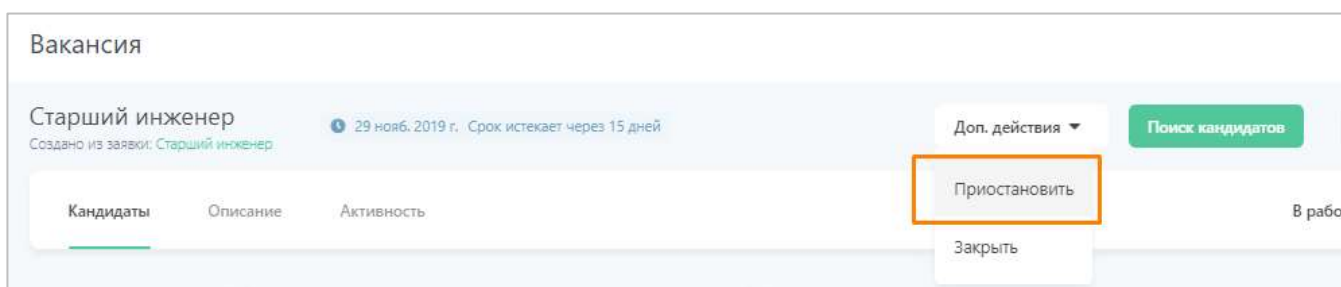 Вакансия
Старший инженер
Создано из заявки: Старший инженер
29 нояб. 2019 г. Срок истекает через 15 дней
Доп. действия
Поиск кандидатов
Приостановить
Закрыть
Кандидаты
Описание
Активность
В рабо